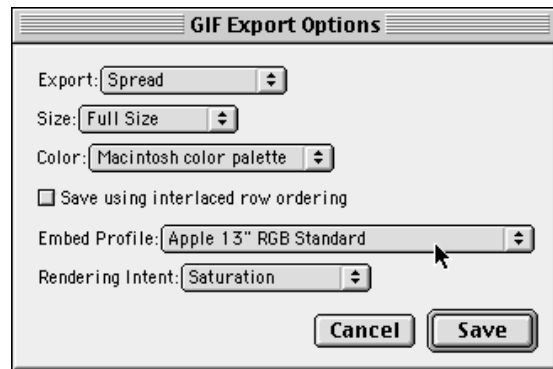 GIF Export Options
Export: Spread
Size: Full Size
Color: Macintosh color palette
Save using interlaced row ordering
Embed Profile: Apple 13" RGB Standard
Rendering Intent: Saturation
Cancel Save